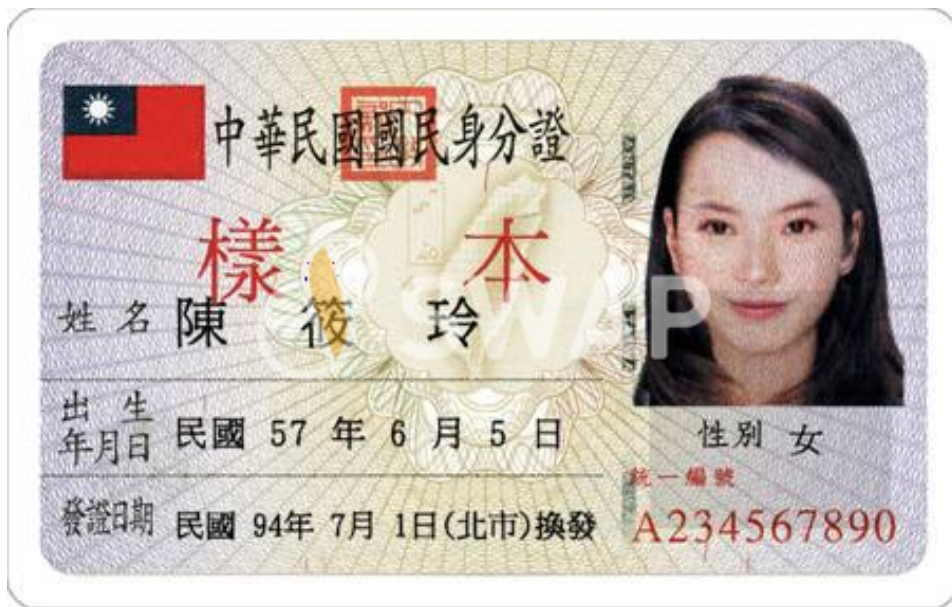 中華民國國民身分證
樣 本
SWAP
姓 名 陳 筱 玲
出 生
年月日 民國 57 年 6 月 5 日
性別 女
發證日期 民國 94年 7月 1日(北市)換發
統一編號
A234567890